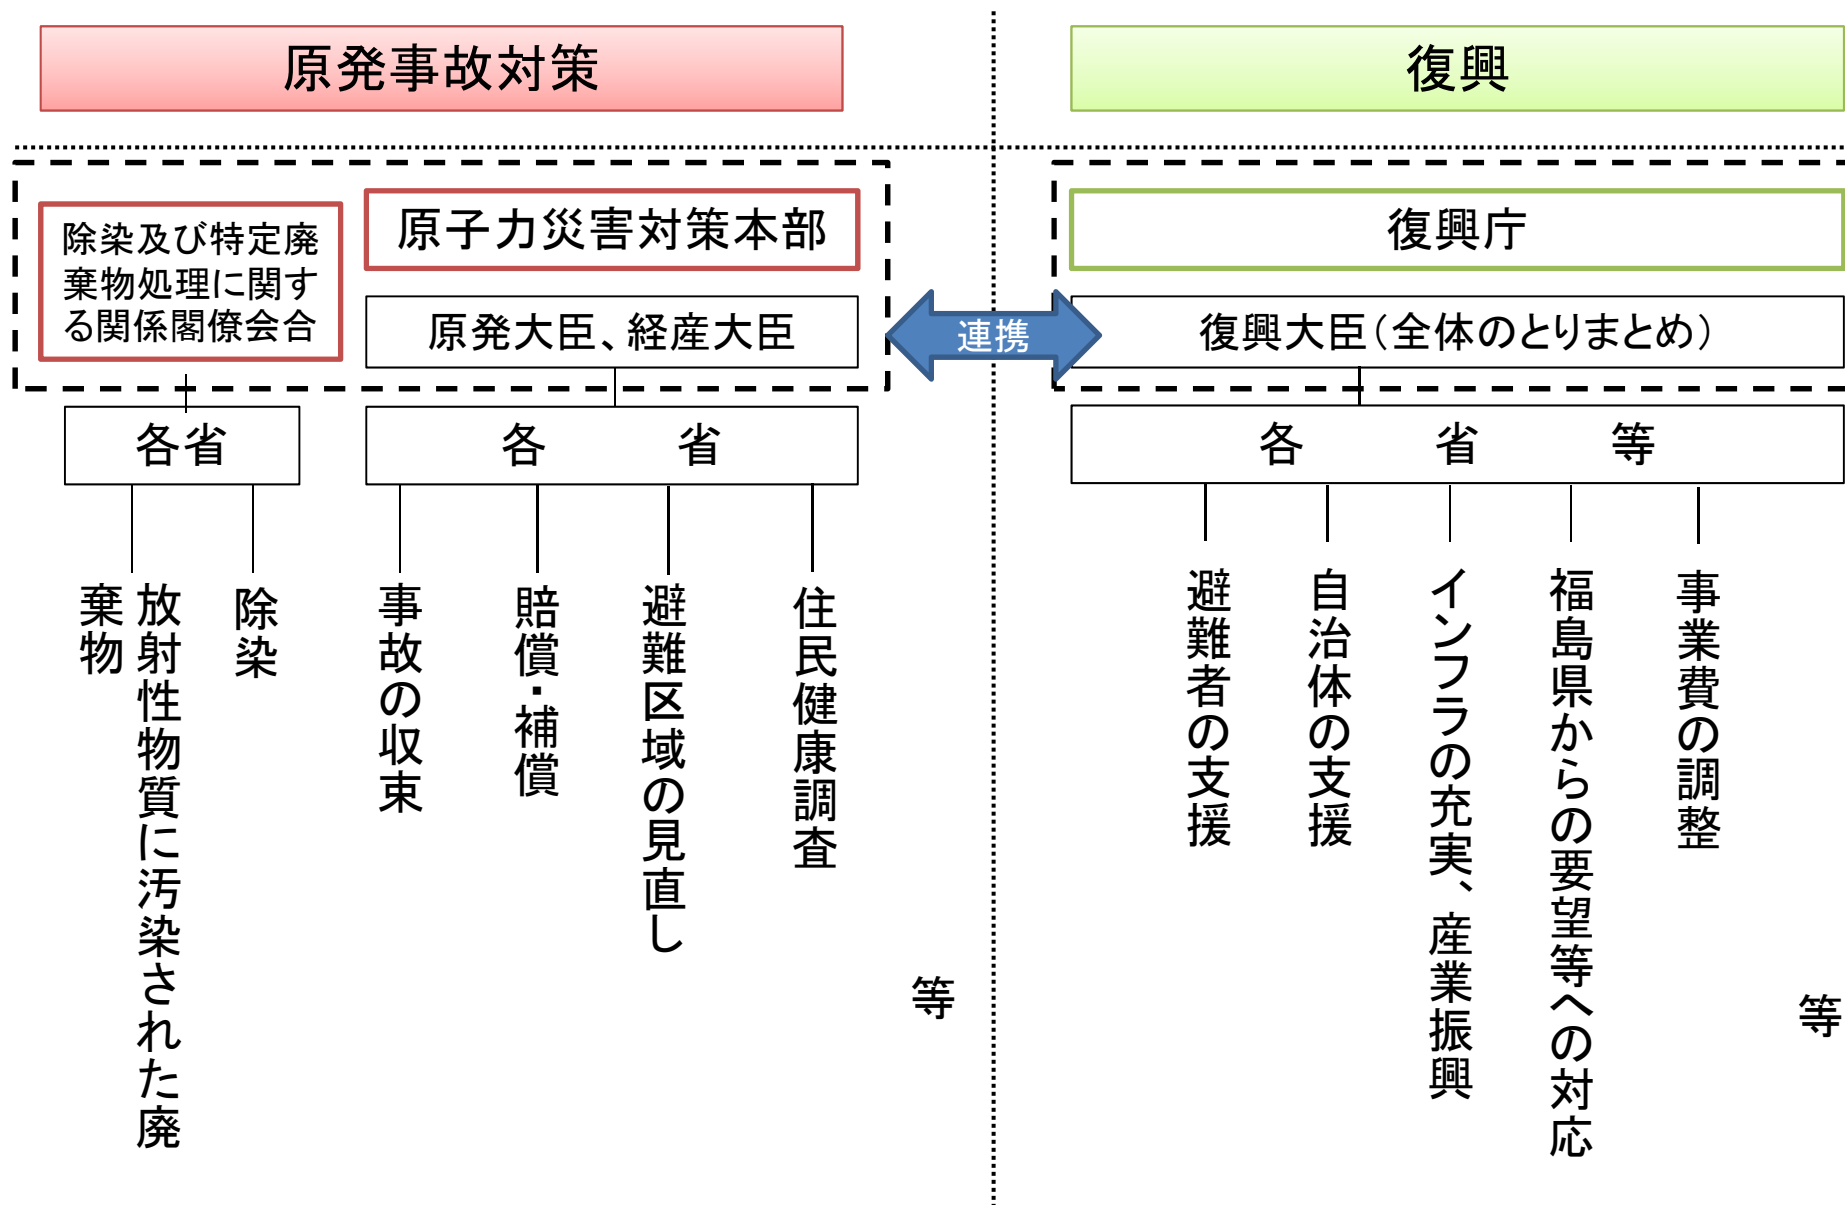 原発事故対策
復興
除染及び特定廃
棄物処理に関す
る関係閣僚会合
原子力災害対策本部
原発大臣、経産大臣
連携
復興庁
復興大臣(全体のとりまとめ)
各省
各　省
各　省　等
放射性物質に汚染された廃
棄物
除染
事故の収束
賠償・補償
避難区域の見直し
住民健康調査
等
避難者の支援
自治体の支援
インフラの充実、産業振興
福島県からの要望等への対応
事業費の調整
等